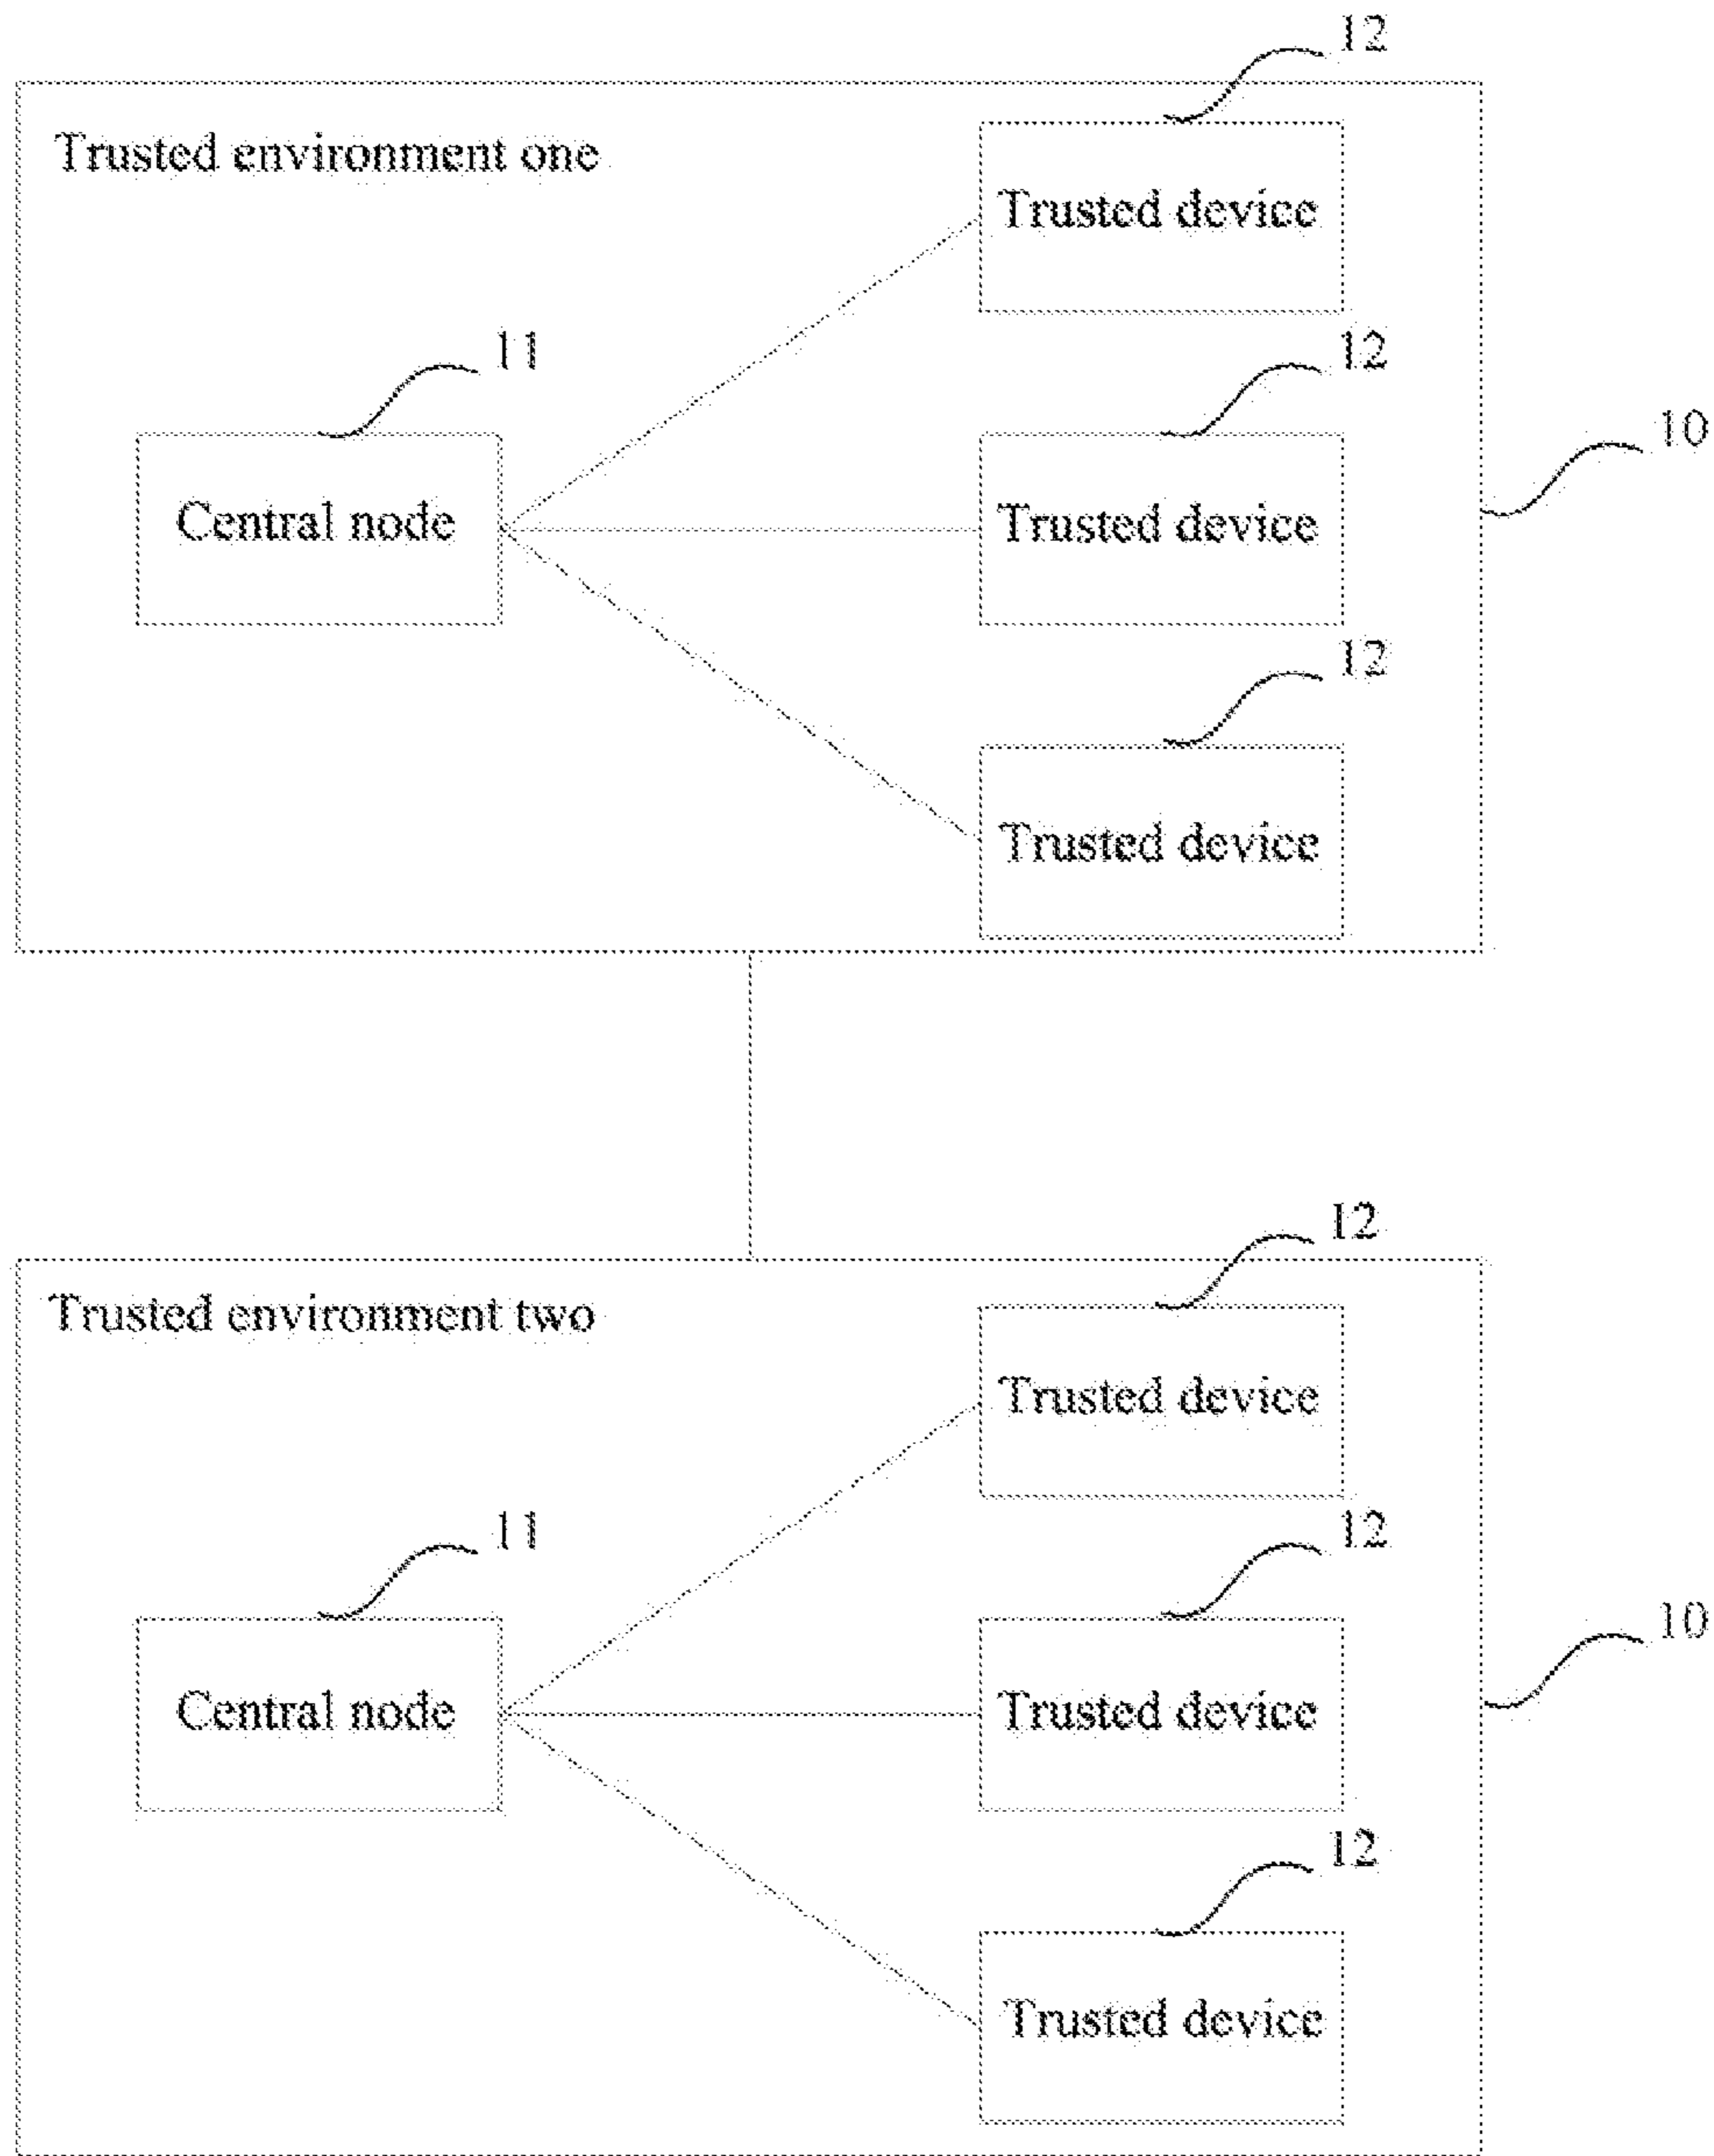 12
Trusted environment one
Trusted device
11
12
10
Central node
Trusted device
12
Trusted device
12
Trusted environment two
Trusted device
11
12
10
Central node
Trusted device
12
Trusted device